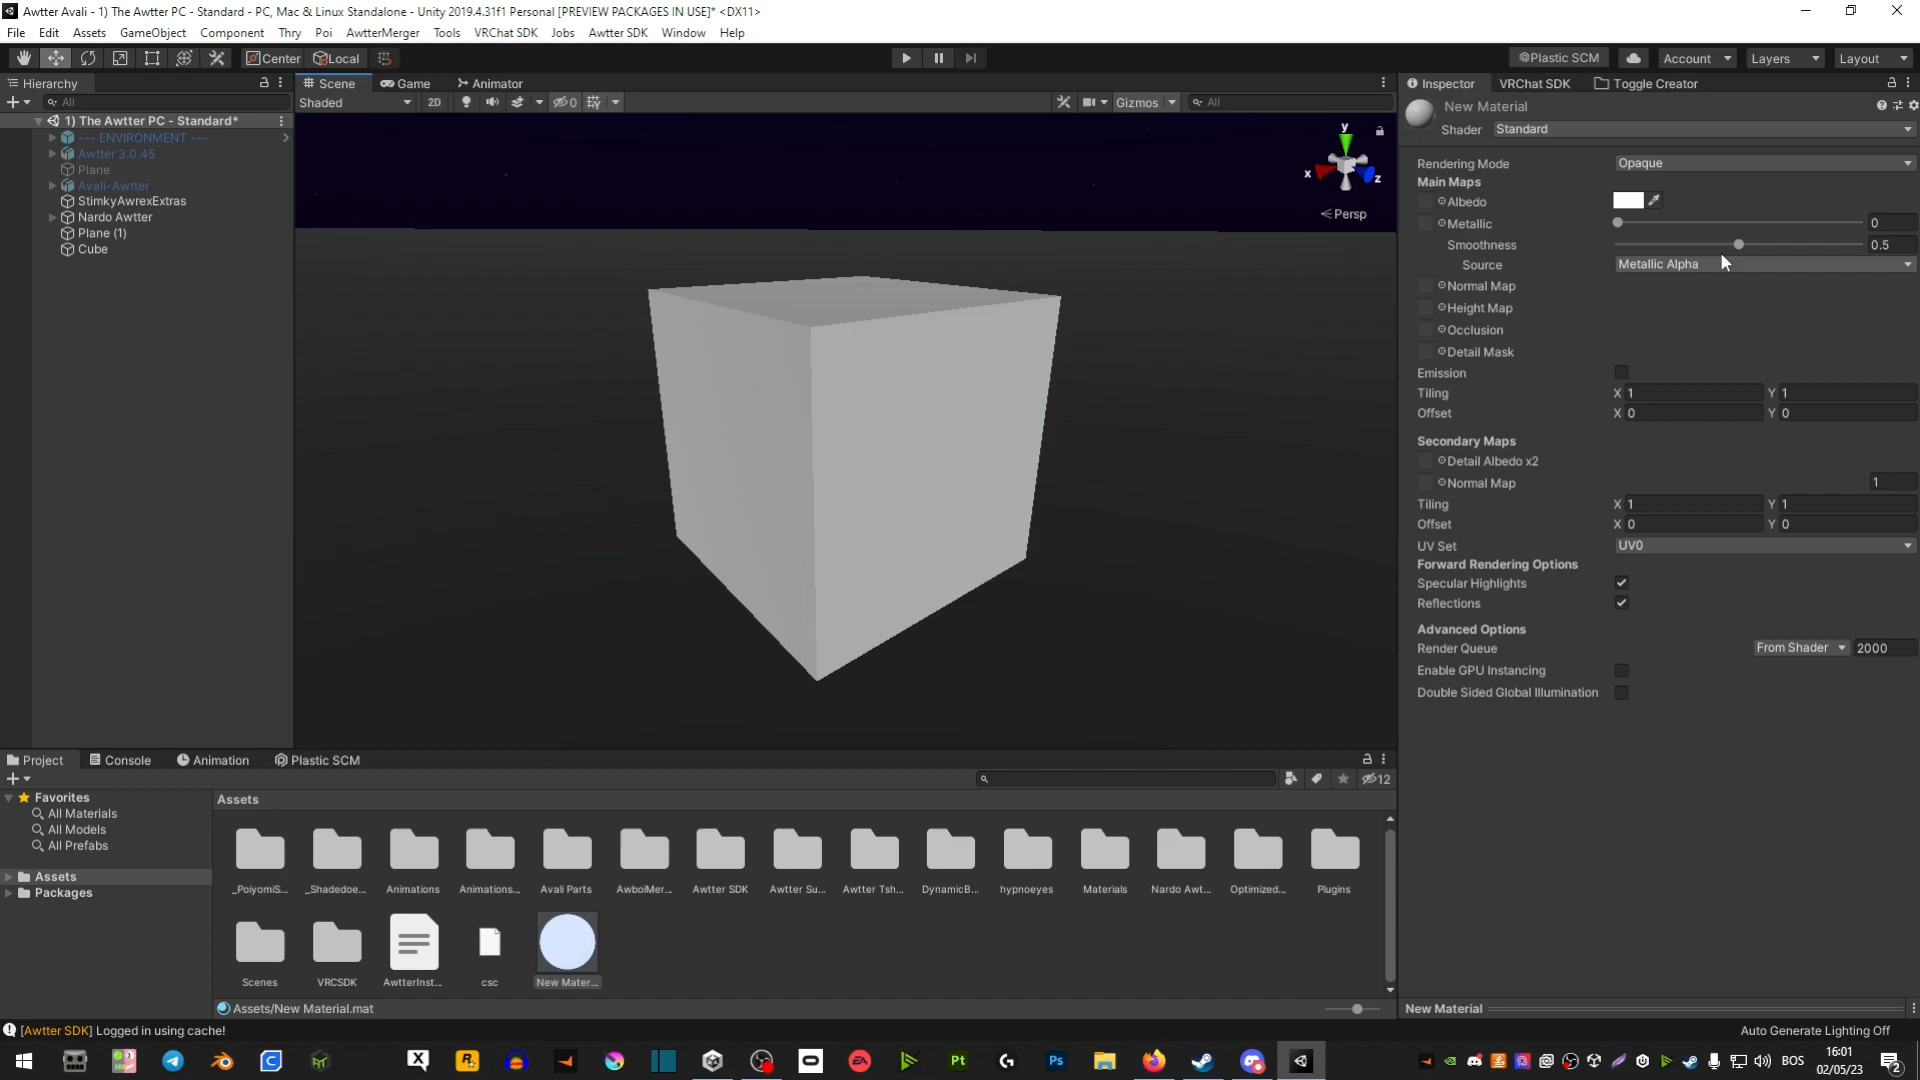 Awtter Avali - 1) The Awtter PC - Standard - PC, Mac & Linux Standalone - Unity 2019.4.31f1 Personal [PREVIEW PACKAGES IN USE]* <DX11>
File Edit Assets GameObject Component Thry Poi AwtterMerger Tools VRChat SDK Jobs Awtter SDK Window Help
Center Local Plastic SCM Account Layers Layout
Hierarchy Scene Game Animator Inspector VRChat SDK Toggle Creator
All Shaded 2D 0 Gizmos All
New Material
Shader Standard
1) The Awtter PC - Standard*
--- ENVIRONMENT ---
Awtter 3.0.45
Plane
Avali-Awtter
StimkyAwrexExtras
Nardo Awtter
Plane (1)
Cube
y
x z
Persp
Rendering Mode Opaque
Main Maps
Albedo
Metallic 0
Smoothness 0.5
Source Metallic Alpha
Normal Map
Height Map
Occlusion
Detail Mask
Emission
Tiling X 1 Y 1
Offset X 0 Y 0
Secondary Maps
Detail Albedo x2
Normal Map 1
Tiling X 1 Y 1
Offset X 0 Y 0
UV Set UV0
Forward Rendering Options
Specular Highlights
Reflections
Advanced Options
Render Queue From Shader 2000
Enable GPU Instancing
Double Sided Global Illumination
Project Console Animation Plastic SCM
12
Favorites
All Materials
All Models
All Prefabs
Assets
Packages
Assets
_PoiyomiS... _Shadedoe... Animations Animations... Avali Parts AwboiMer... Awtter SDK Awtter Su... Awtter Tsh... DynamicB... hypnoeyes Materials Nardo Awt... Optimized... Plugins
Scenes VRCSDK AwtterInst... csc New Mater...
Assets/New Material.mat
New Material
[Awtter SDK] Logged in using cache!
Auto Generate Lighting Off
X R EA Pt Ps
BOS
16:01
02/05/23
2